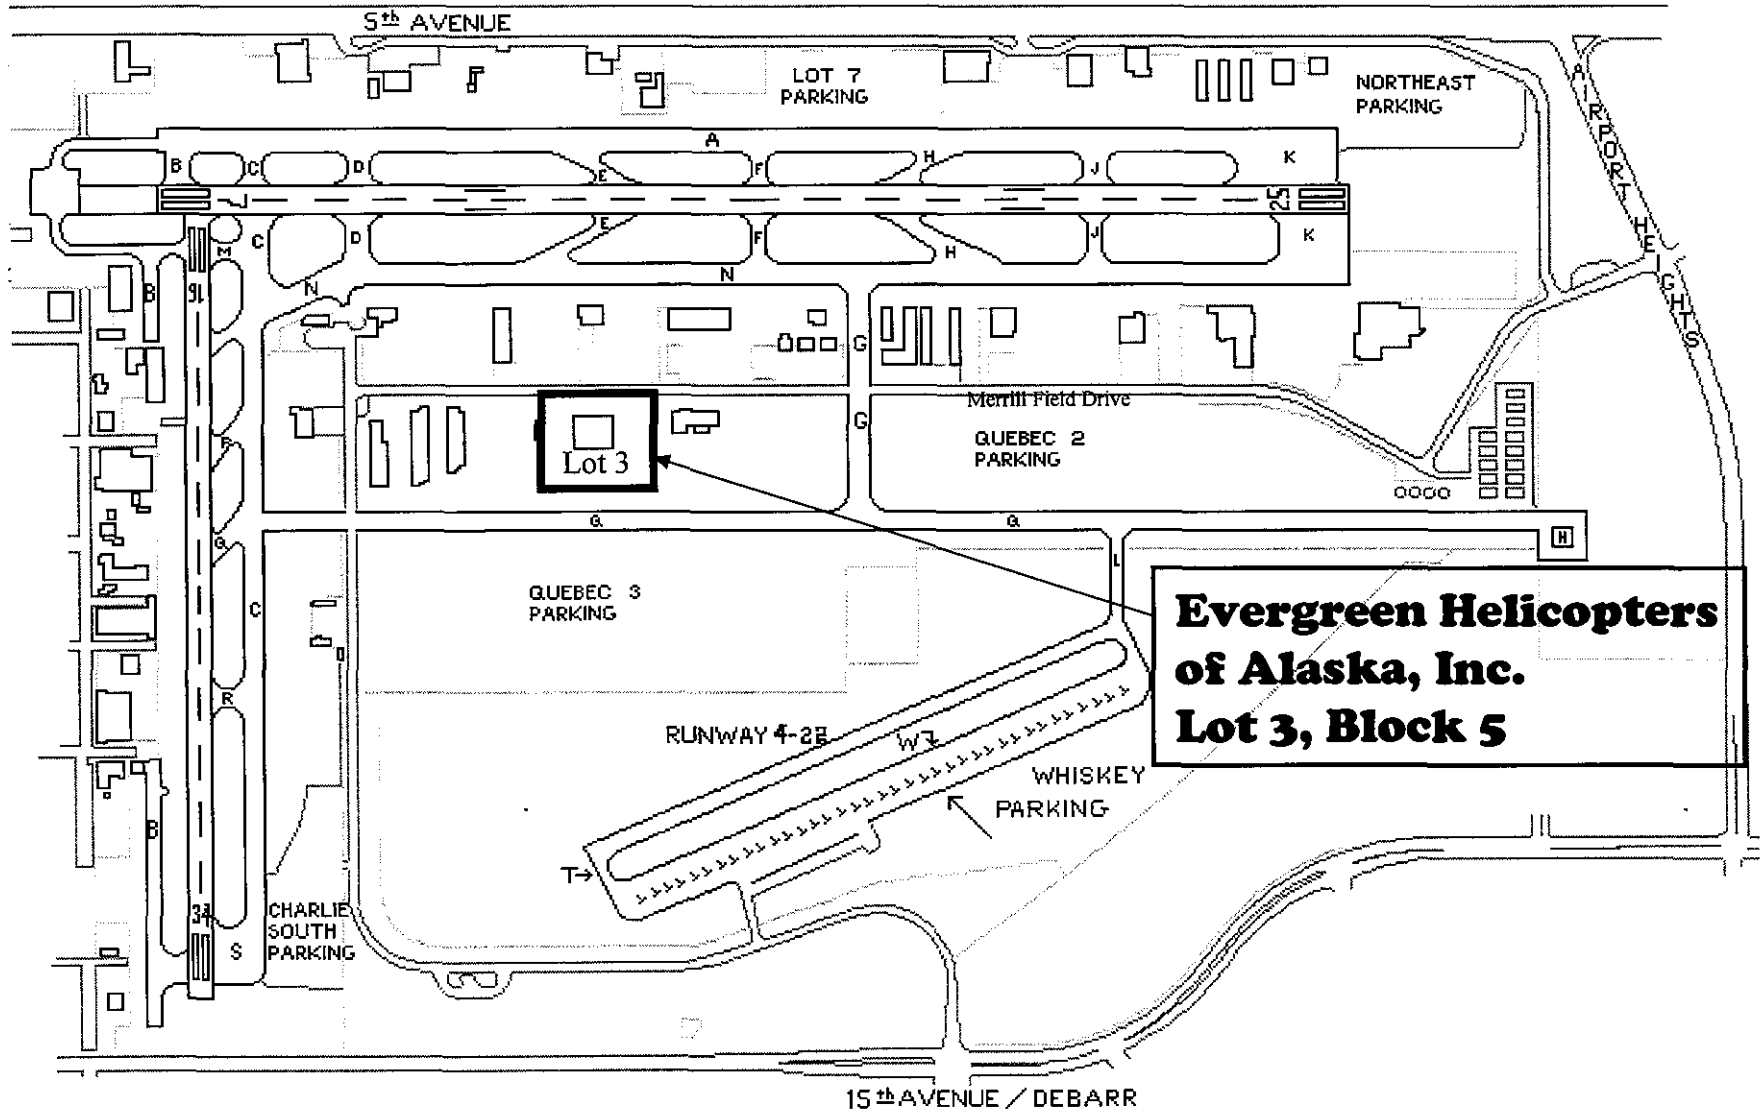 5th AVENUE
LOT 7
PARKING
NORTHEAST
PARKING
AIRPORT HEIGHTS
A
B
C
D
E
F
H
J
K
7
25
C
D
E
F
H
J
K
M
N
N
B
16
G
Merrill Field Drive
G
QUEBEC 2
PARKING
Lot 3
P
Q
Q
Q
H
L
QUEBEC 3
PARKING
C
Evergreen Helicopters
of Alaska, Inc.
Lot 3, Block 5
R
RUNWAY 4-22
W
WHISKEY
PARKING
B
T
34
CHARLIE
SOUTH
PARKING
S
15th AVENUE / DEBARR